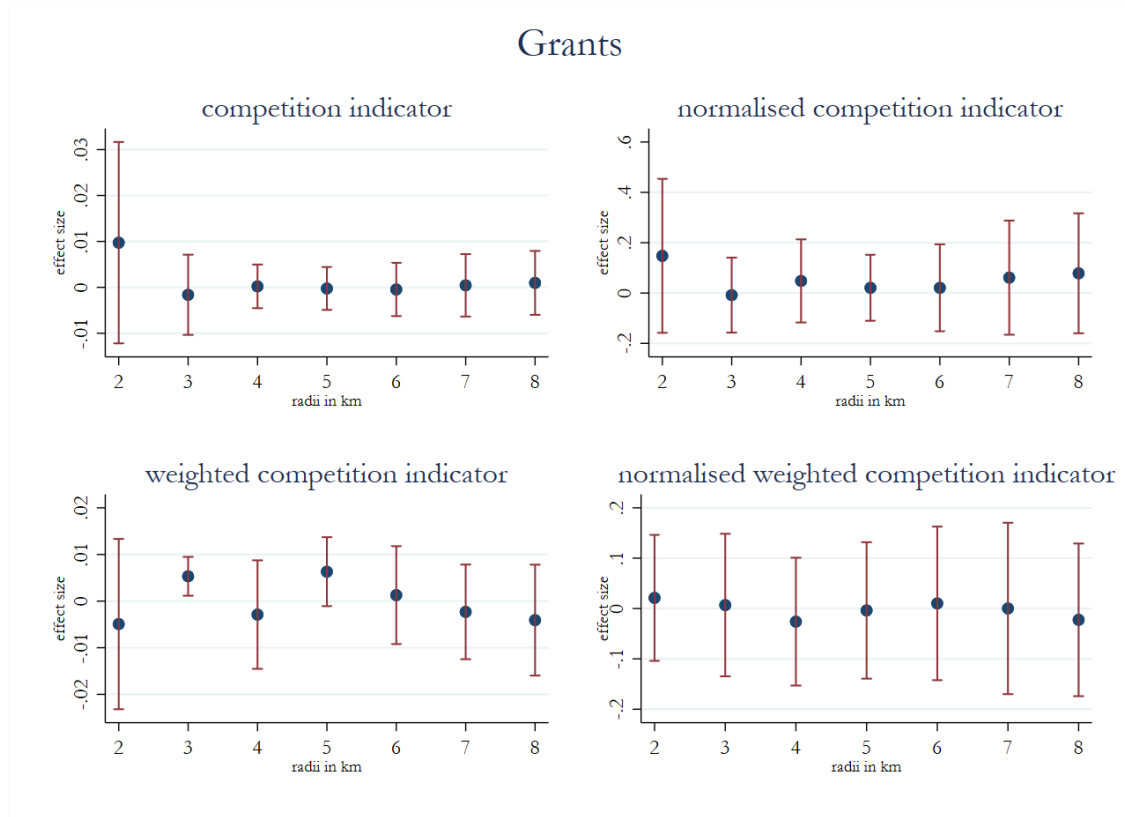 Grants
competition indicator
.03
.02
.01
0
-.01
effect size
2 3 4 5 6 7 8
radii in km
normalised competition indicator
.6
.4
.2
0
-.2
effect size
2 3 4 5 6 7 8
radii in km
weighted competition indicator
.02
.01
0
-.01
-.02
effect size
2 3 4 5 6 7 8
radii in km
normalised weighted competition indicator
.2
.1
0
-.1
-.2
effect size
2 3 4 5 6 7 8
radii in km